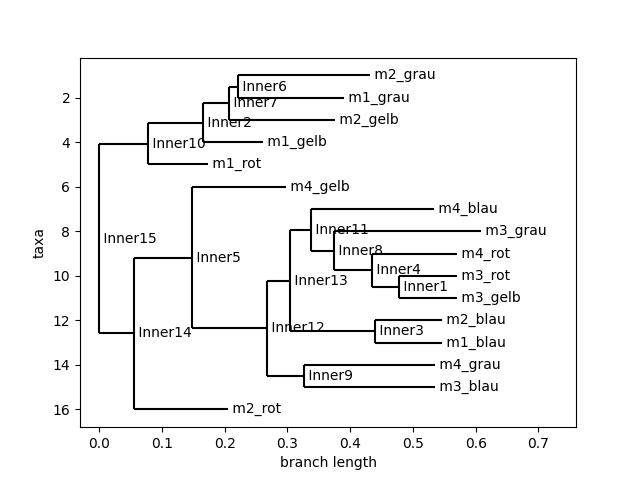 m2_grau
Inner6
m1_grau
2
Inner7
m2_gelb
Inner2
4
Inner10
m1_gelb
m1_rot
6
m4_gelb
m4_blau
8
Inner11
m3_grau
Inner15
Inner8
m4_rot
taxa
Inner5
Inner4
10
m3_rot
Inner13
Inner1
m3_gelb
12
m2_blau
Inner14
Inner12
Inner3
m1_blau
14
m4_grau
Inner9
m3_blau
16
m2_rot
0.0 0.1 0.2 0.3 0.4 0.5 0.6 0.7
branch length